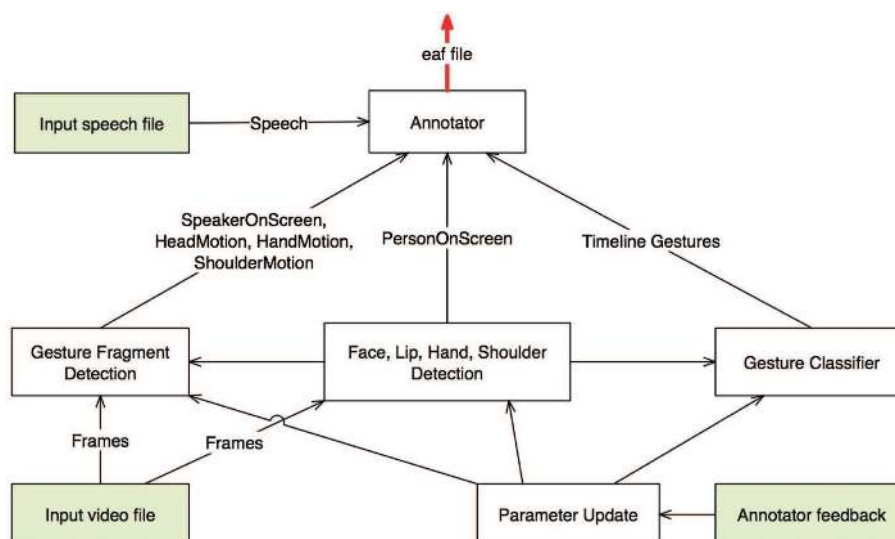 eaf file
Input speech file
Speech
Annotator
SpeakerOnScreen,
HeadMotion, HandMotion,
ShoulderMotion
PersonOnScreen
Timeline Gestures
Gesture Fragment
Detection
Face, Lip, Hand, Shoulder
Detection
Gesture Classifier
Frames
Frames
Input video file
Parameter Update
Annotator feedback